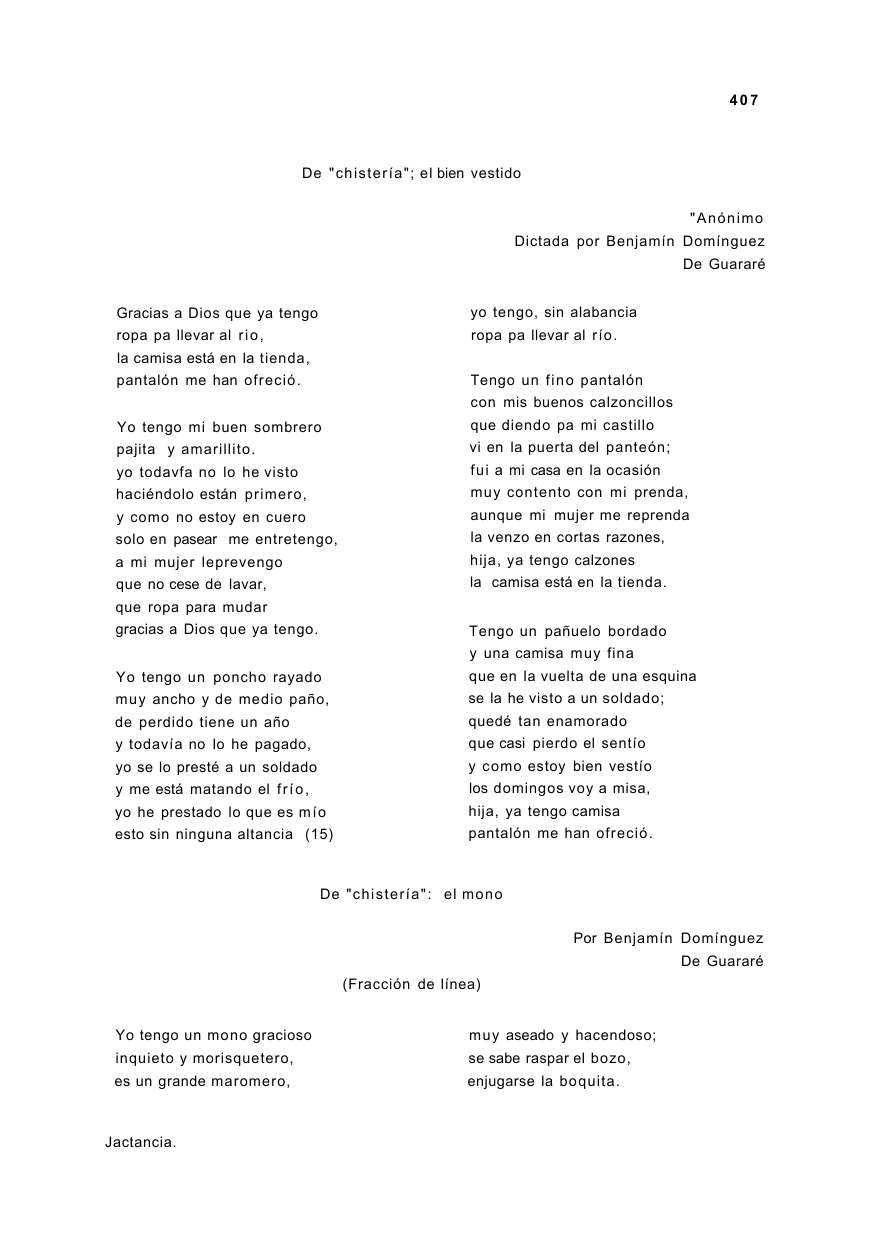 407
De "chistería"; el bien vestido
"Anónimo
Dictada por Benjamín Domínguez
De Guararé
Gracias a Dios que ya tengo
ropa pa llevar al rio,
la camisa está en la tienda,
pantalón me han ofreció.
Yo tengo mi buen sombrero
pajita y amarillito.
yo todavfa no lo he visto
haciéndolo están primero,
y como no estoy en cuero
solo en pasear me entretengo,
a mi mujer leprevengo
que no cese de lavar,
que ropa para mudar
gracias a Dios que ya tengo.
Yo tengo un poncho rayado
muy ancho y de medio paño,
de perdido tiene un año
y todavía no lo he pagado,
yo se lo presté a un soldado
y me está matando el frío,
yo he prestado lo que es mío
esto sin ninguna altancia (15)
yo tengo, sin alabancia
ropa pa llevar al río.
Tengo un fino pantalón
con mis buenos calzoncillos
que diendo pa mi castillo
vi en la puerta del panteón;
fui a mi casa en la ocasión
muy contento con mi prenda,
aunque mi mujer me reprenda
la venzo en cortas razones,
hija, ya tengo calzones
la camisa está en la tienda.
Tengo un pañuelo bordado
y una camisa muy fina
que en la vuelta de una esquina
se la he visto a un soldado;
quedé tan enamorado
que casi pierdo el sentío
y como estoy bien vestío
los domingos voy a misa,
hija, ya tengo camisa
pantalón me han ofreció.
De "chistería": el mono
Por Benjamín Domínguez
De Guararé
(Fracción de línea)
Yo tengo un mono gracioso
inquieto y morisquetero,
es un grande maromero,
muy aseado y hacendoso;
se sabe raspar el bozo,
enjugarse la boquita.
Jactancia.